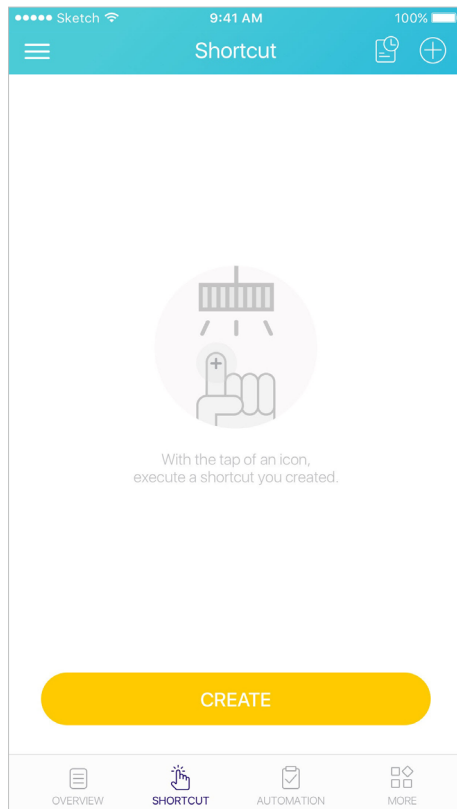 Sketch 9:41 AM 100%
Shortcut
With the tap of an icon,
execute a shortcut you created.
CREATE
OVERVIEW SHORTCUT AUTOMATION MORE